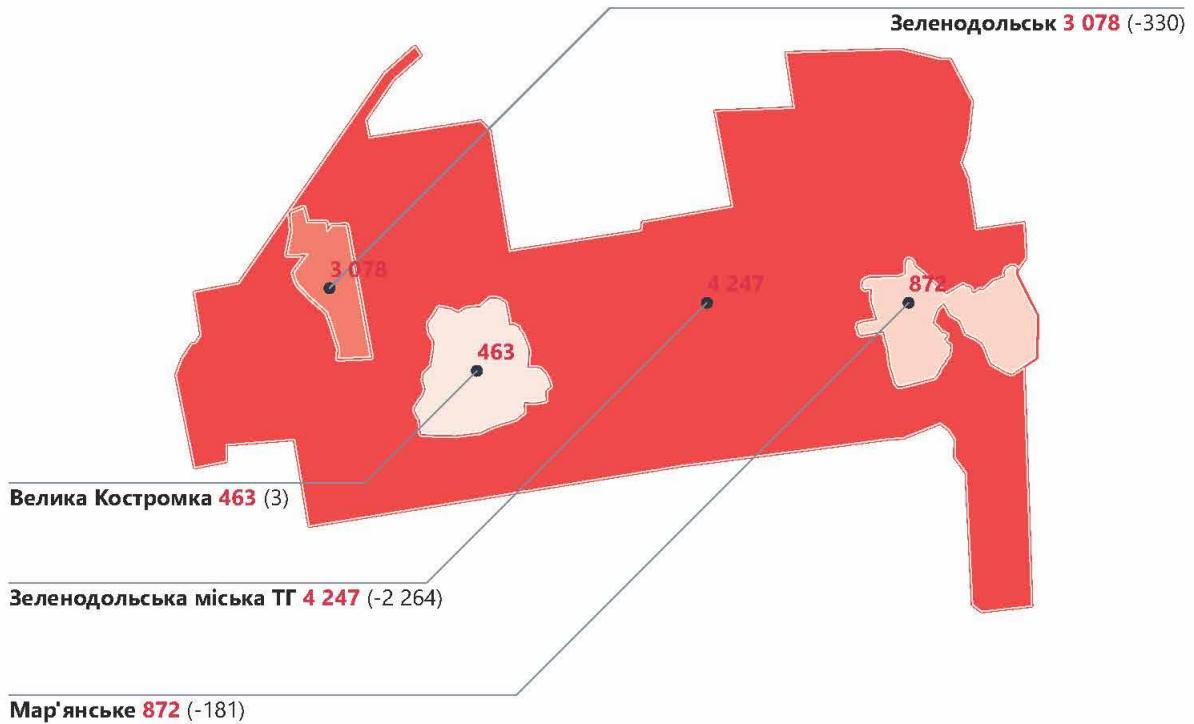 Зеленодольськ 3 078 (-330)
3 078
4 247
872
463
Велика Костромка 463 (3)
Зеленодольська міська ТГ 4 247 (-2 264)
Мар'янське 872 (-181)